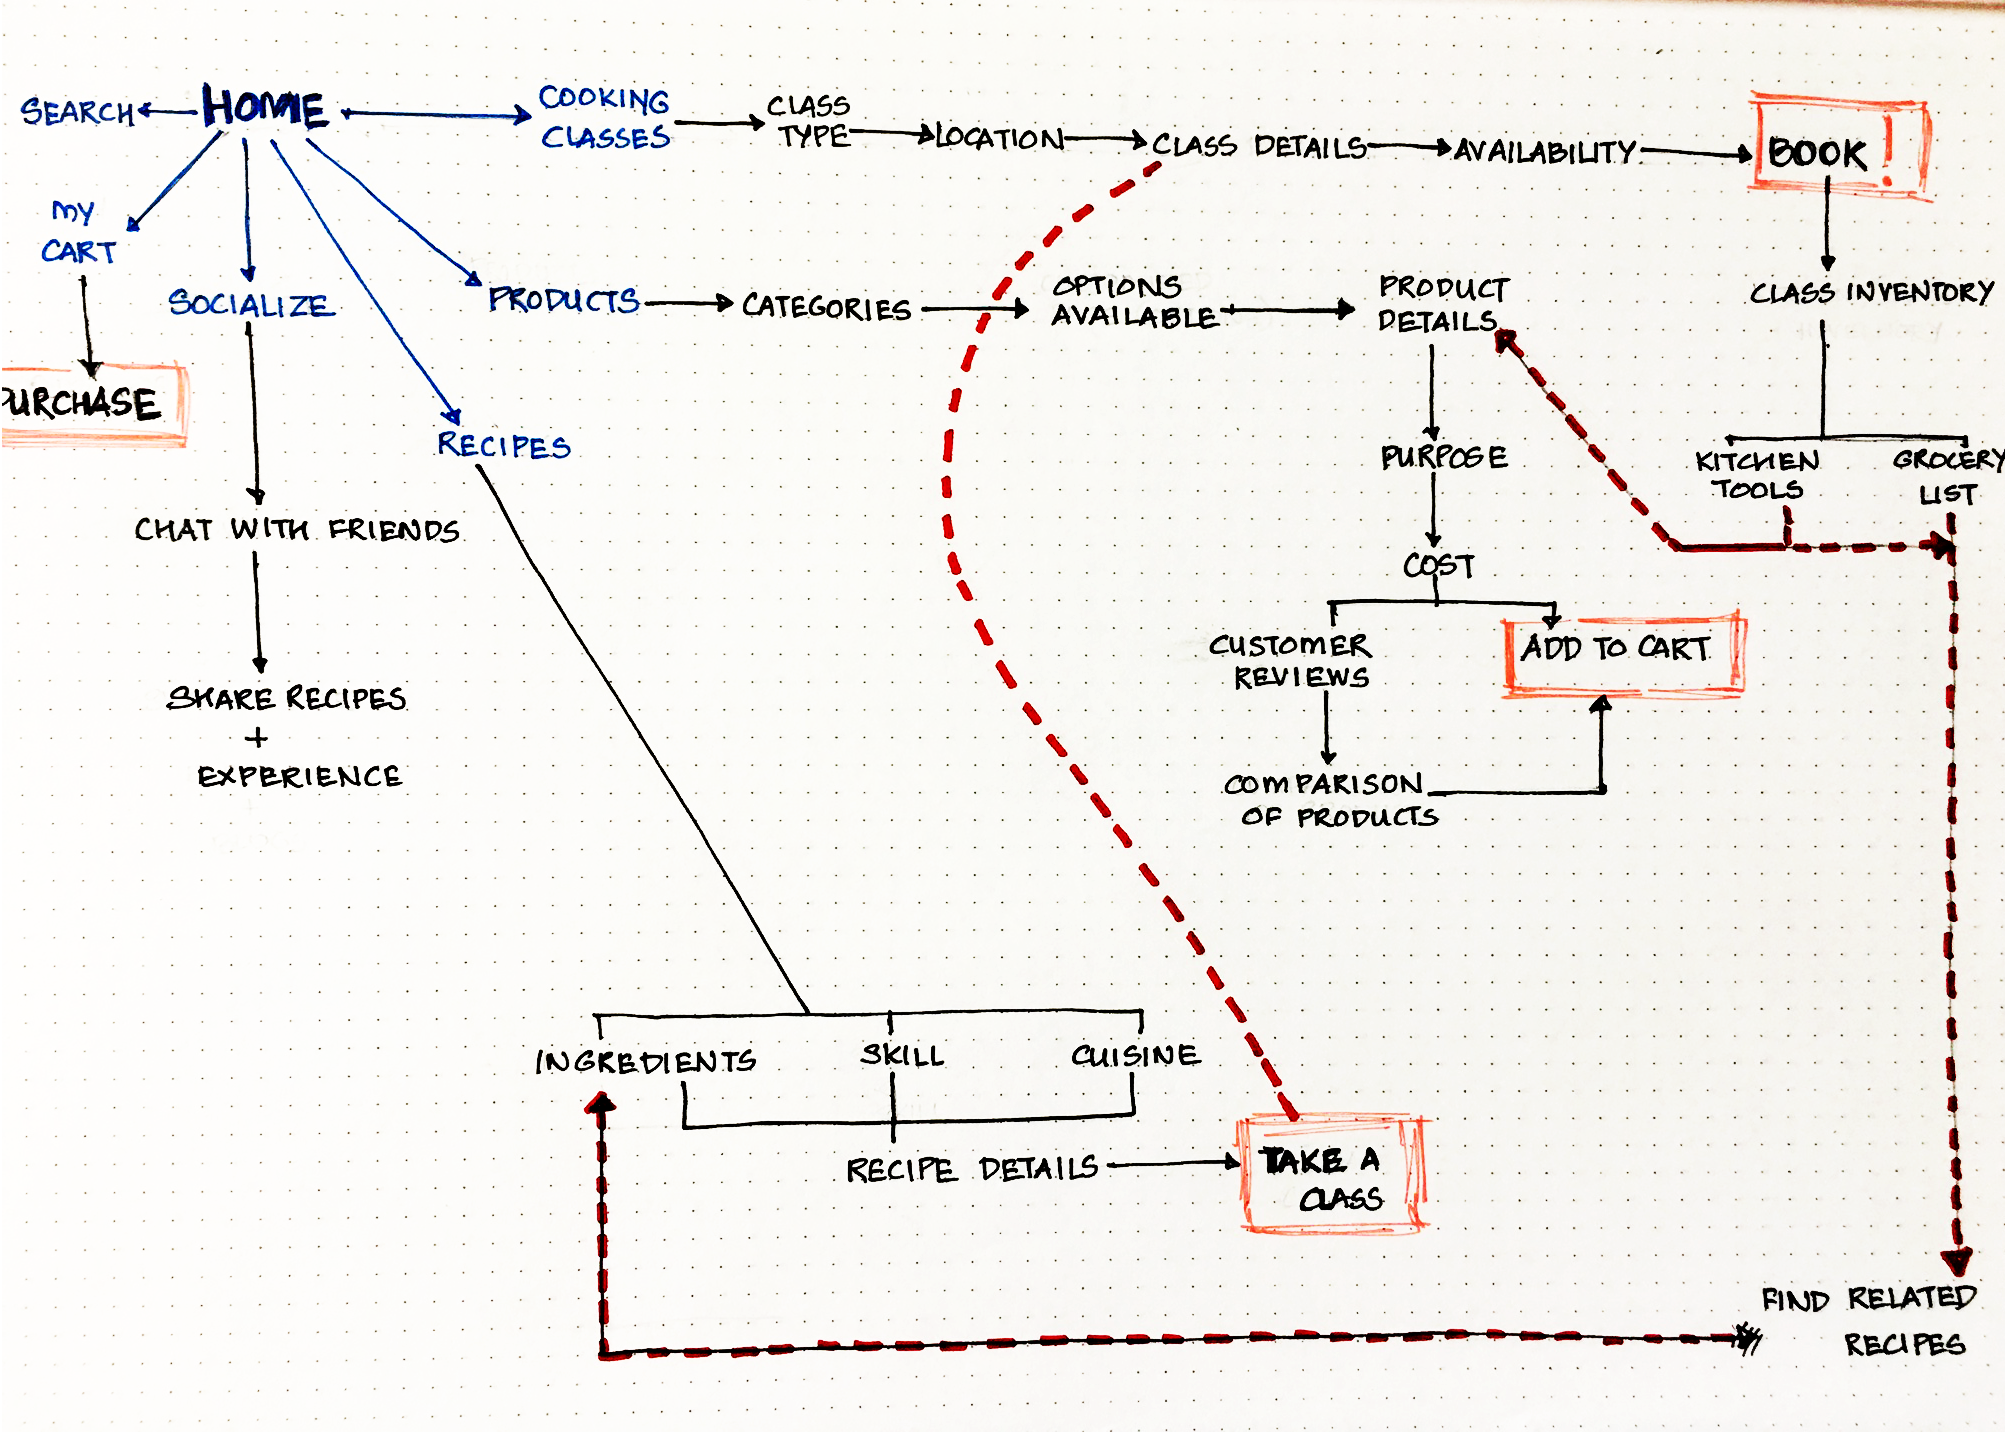 SEARCH
HOME
COOKING
CLASSES
CLASS
TYPE
LOCATION
CLASS DETAILS
AVAILABILITY
BOOK!
MY
CART
SOCIALIZE
PRODUCTS
CATEGORIES
OPTIONS
AVAILABLE
PRODUCT
DETAILS
CLASS INVENTORY
PURCHASE
RECIPES
PURPOSE
KITCHEN
TOOLS
GROCERY
LIST
CHAT WITH FRIENDS
COST
CUSTOMER
REVIEWS
ADD TO CART
SHARE RECIPES
+
EXPERIENCE
COMPARISON
OF PRODUCTS
INGREDIENTS
SKILL
CUISINE
RECIPE DETAILS
TAKE A
CLASS
FIND RELATED
RECIPES